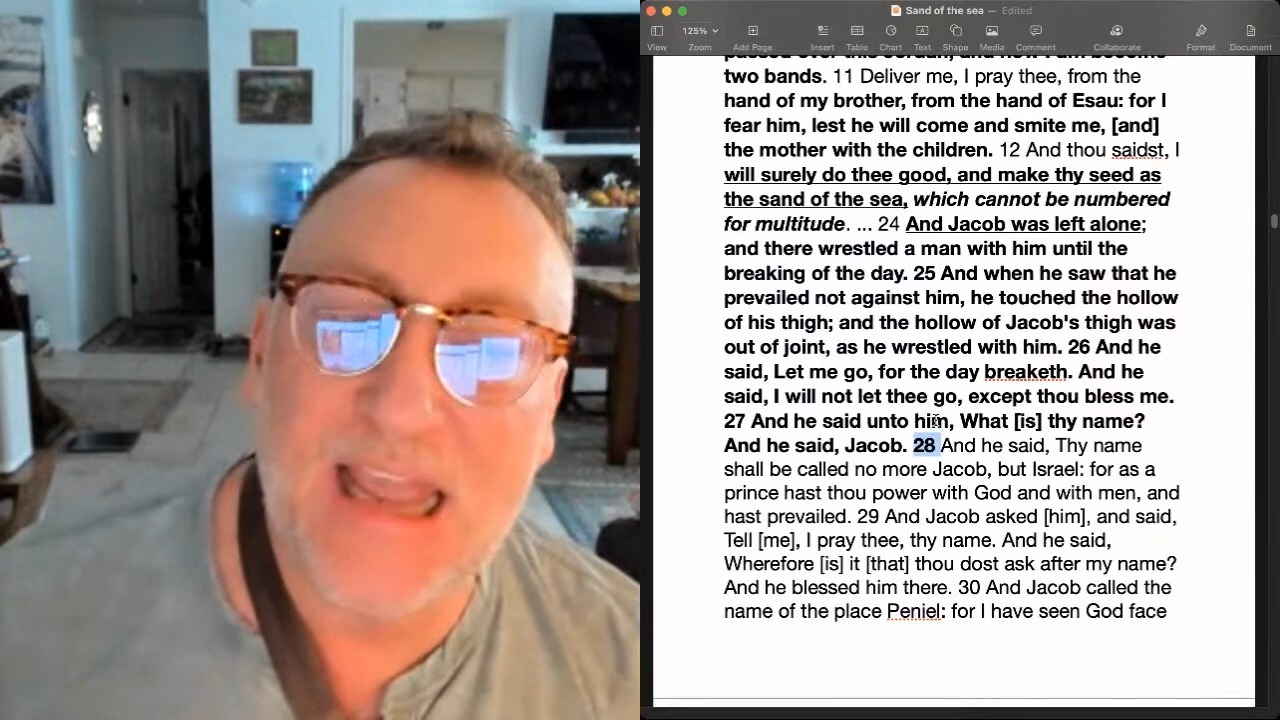 Sand of the sea — Edited
125%
View Zoom Add Page Insert Table Chart Text Shape Media Comment Collaborate Format Document
passed over this Jordan; and now I am become
two bands. 11 Deliver me, I pray thee, from the
hand of my brother, from the hand of Esau: for I
fear him, lest he will come and smite me, [and]
the mother with the children. 12 And thou saidst, I
will surely do thee good, and make thy seed as
the sand of the sea, which cannot be numbered
for multitude. ... 24 And Jacob was left alone;
and there wrestled a man with him until the
breaking of the day. 25 And when he saw that he
prevailed not against him, he touched the hollow
of his thigh; and the hollow of Jacob's thigh was
out of joint, as he wrestled with him. 26 And he
said, Let me go, for the day breaketh. And he
said, I will not let thee go, except thou bless me.
27 And he said unto him, What [is] thy name?
And he said, Jacob. 28 And he said, Thy name
shall be called no more Jacob, but Israel: for as a
prince hast thou power with God and with men, and
hast prevailed. 29 And Jacob asked [him], and said,
Tell [me], I pray thee, thy name. And he said,
Wherefore [is] it [that] thou dost ask after my name?
And he blessed him there. 30 And Jacob called the
name of the place Peniel: for I have seen God face